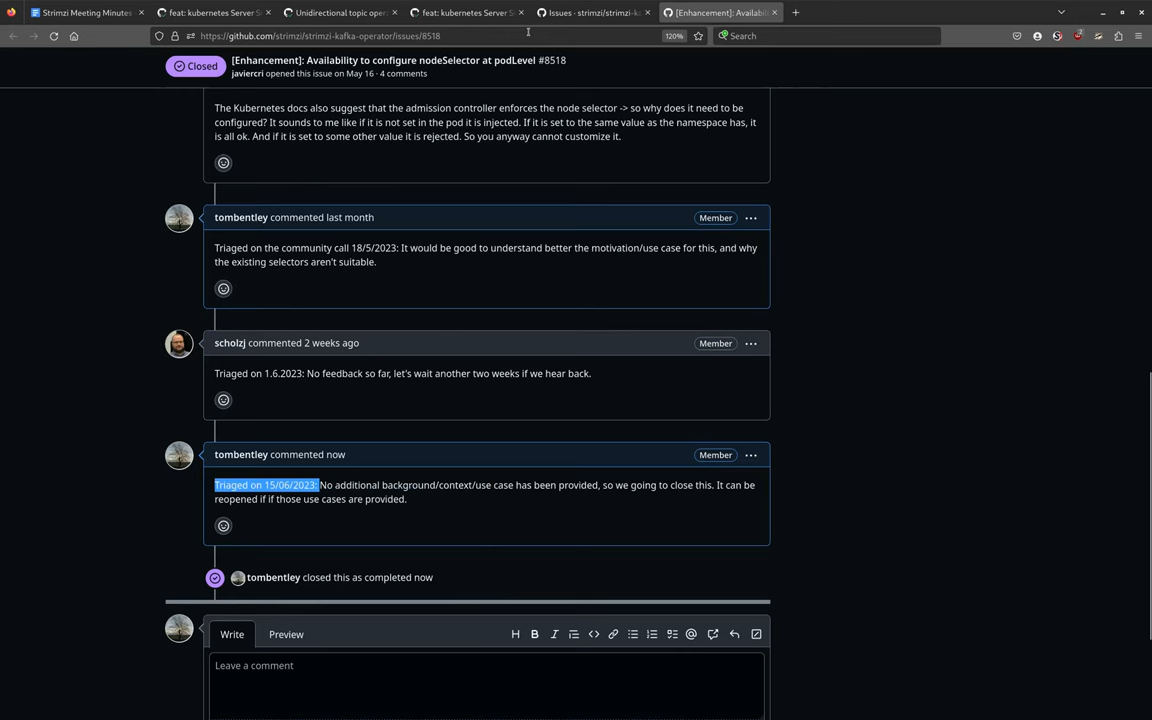 Strimzi Meeting Minutes
feat: kubernetes Server S
Unidirectional topic oper
feat: kubernetes Server S
Issues · strimzi/strimzi-k
[Enhancement]: Availabi
https://github.com/strimzi/strimzi-kafka-operator/issues/8518
120%
Search
Closed
[Enhancement]: Availability to configure nodeSelector at podLevel #8518
javiercri opened this issue on May 16 · 4 comments
The Kubernetes docs also suggest that the admission controller enforces the node selector -> so why does it need to be
configured? It sounds to me like if it is not set in the pod it is injected. If it is set to the same value as the namespace has, it
is all ok. And if it is set to some other value it is rejected. So you anyway cannot customize it.
tombentley commented last month
Member
Triaged on the community call 18/5/2023: It would be good to understand better the motivation/use case for this, and why
the existing selectors aren't suitable.
scholzj commented 2 weeks ago
Member
Triaged on 1.6.2023: No feedback so far, let's wait another two weeks if we hear back.
tombentley commented now
Member
Triaged on 15/06/2023: No additional background/context/use case has been provided, so we going to close this. It can be
reopened if if those use cases are provided.
tombentley closed this as completed now
Write
Preview
Leave a comment